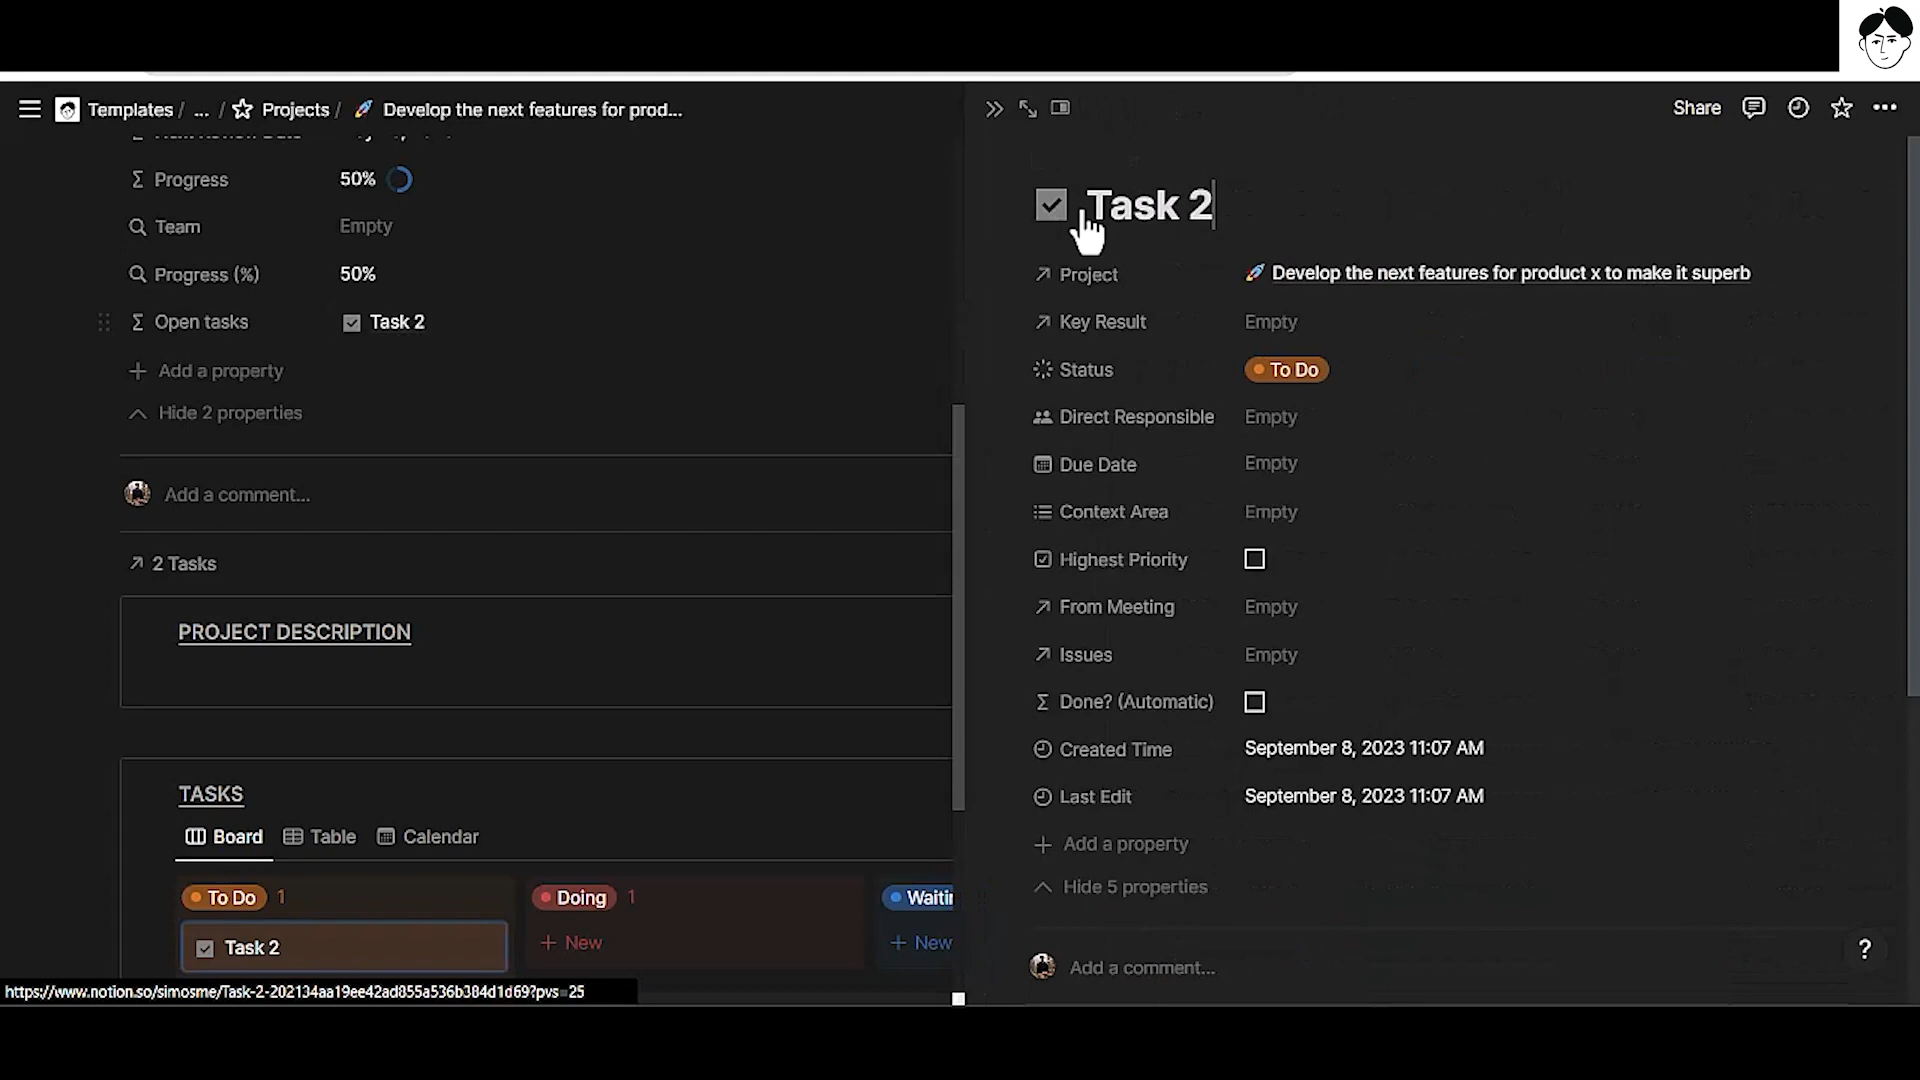 Templates / ... / Projects / Develop the next features for prod...
Progress 50%
Team Empty
Progress (%) 50%
Open tasks Task 2
Add a property
Hide 2 properties
Add a comment...
2 Tasks
PROJECT DESCRIPTION
TASKS
Board Table Calendar
To Do 1 Doing 1 Waitin
Task 2 + New + New
https://www.notion.so/simosme/Task-2-202134aa19ee42ad855a536b384d1d69?pvs=25
Share
Task 2
Project Develop the next features for product x to make it superb
Key Result Empty
Status To Do
Direct Responsible Empty
Due Date Empty
Context Area Empty
Highest Priority
From Meeting Empty
Issues Empty
Done? (Automatic)
Created Time September 8, 2023 11:07 AM
Last Edit September 8, 2023 11:07 AM
Add a property
Hide 5 properties
Add a comment...
?